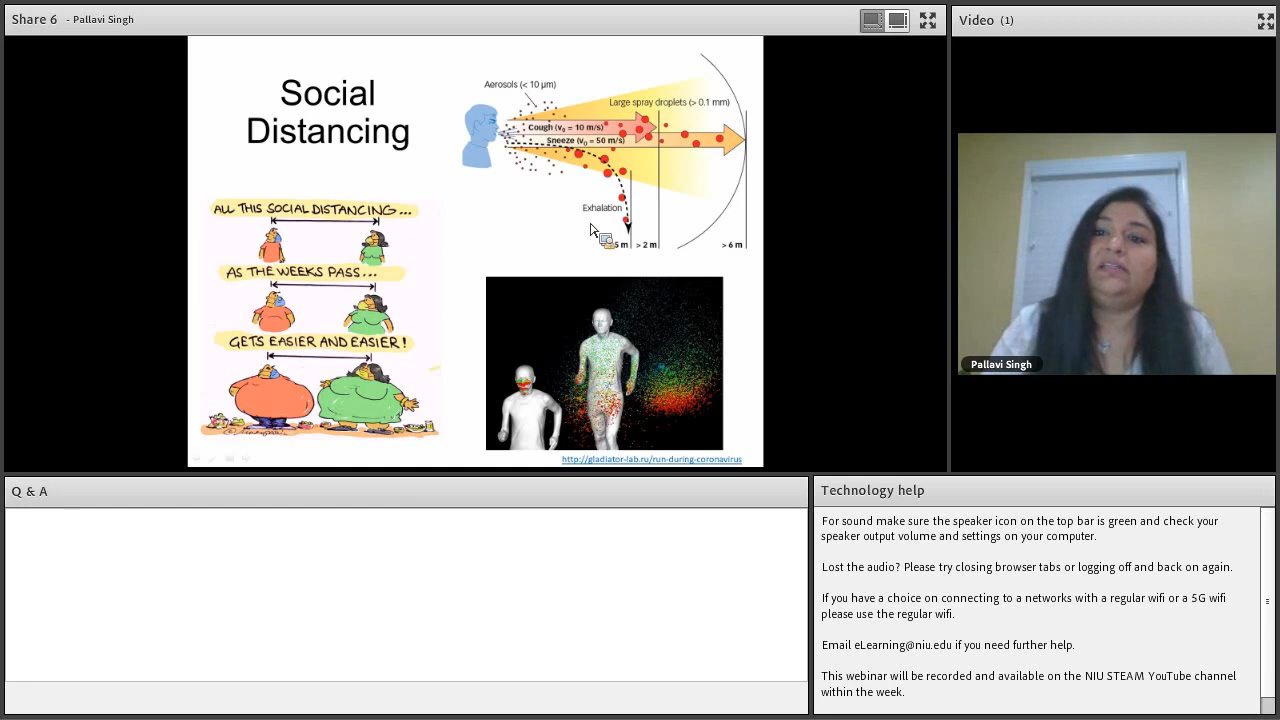 Share 6 - Pallavi Singh
Video (1)
Social
Distancing
Aerosols (< 10 µm)
Large spray droplets (> 0.1 mm)
Cough (v₀ = 10 m/s)
Sneeze (v₀ = 50 m/s)
Exhalation
5 m > 2 m > 6 m
ALL THIS SOCIAL DISTANCING...
AS THE WEEKS PASS...
GETS EASIER AND EASIER!
http://gladiator-lab.ru/run-during-coronavirus
Pallavi Singh
Q & A
Technology help
For sound make sure the speaker icon on the top bar is green and check your
speaker output volume and settings on your computer.
Lost the audio? Please try closing browser tabs or logging off and back on again.
If you have a choice on connecting to a networks with a regular wifi or a 5G wifi
please use the regular wifi.
Email eLearning@niu.edu if you need further help.
This webinar will be recorded and available on the NIU STEAM YouTube channel
within the week.